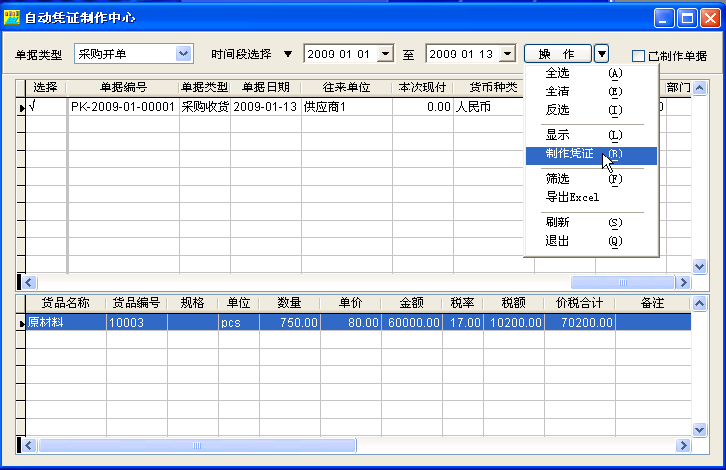 自动凭证制作中心
单据类型 采购开单 时间段选择 ▼ 2009-01-01 至 2009-01-13 操 作 ▼ 已制作单据
选择 单据编号 单据类型 单据日期 往来单位 本次现付 货币种类 部门
√ PK-2009-01-00001 采购收货 2009-01-13 供应商1 0.00 人民币 0
全选 (A)
全清 (E)
反选 (I)
显示 (L)
制作凭证 (R)
筛选 (F)
导出Excel
刷新 (S)
退出 (Q)
货品名称 货品编号 规格 单位 数量 单价 金额 税率 税额 价税合计 备注
原材料 10003 pcs 750.00 80.00 60000.00 17.00 10200.00 70200.00